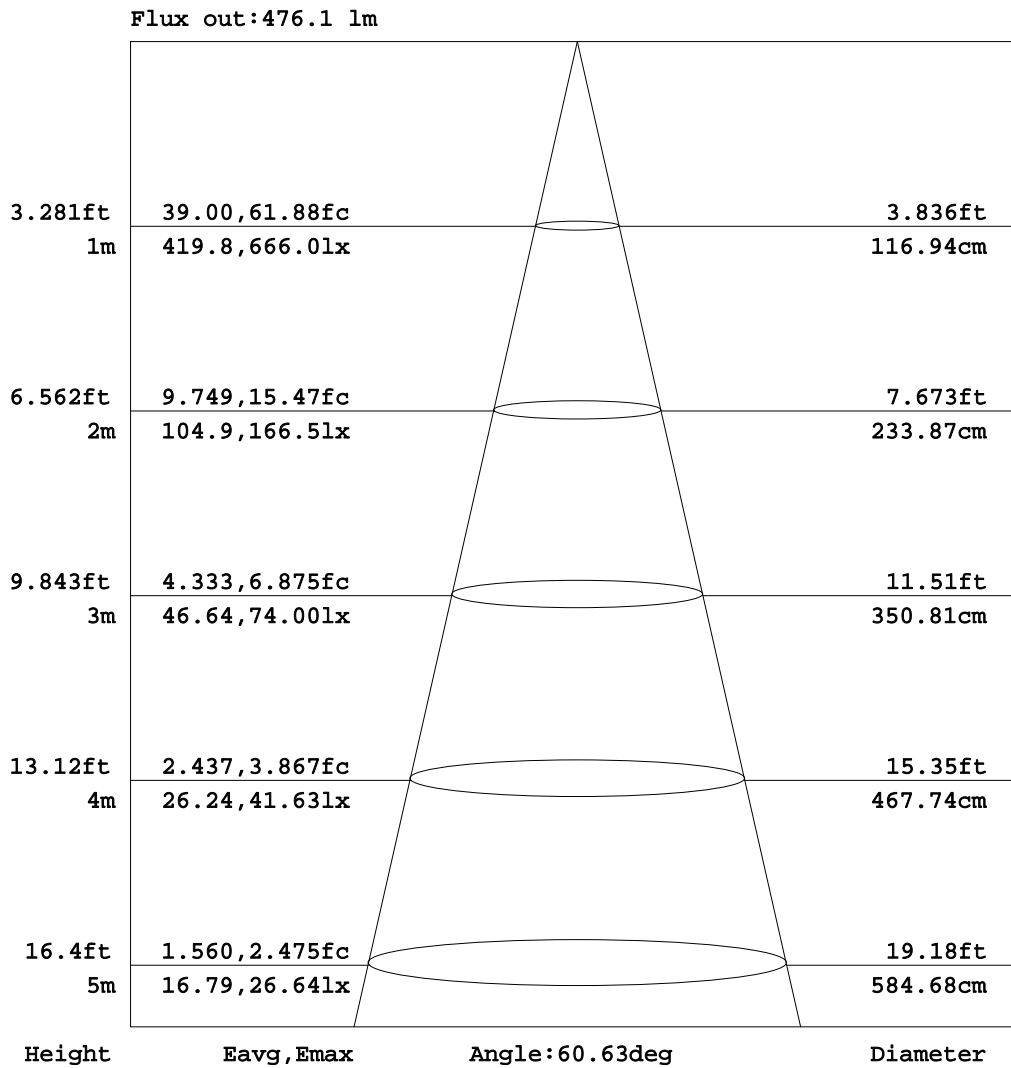 Flux out:476.1 lm
3.281ft 39.00,61.88fc 3.836ft
1m 419.8,666.0lx 116.94cm
6.562ft 9.749,15.47fc 7.673ft
2m 104.9,166.5lx 233.87cm
9.843ft 4.333,6.875fc 11.51ft
3m 46.64,74.00lx 350.81cm
13.12ft 2.437,3.867fc 15.35ft
4m 26.24,41.63lx 467.74cm
16.4ft 1.560,2.475fc 19.18ft
5m 16.79,26.64lx 584.68cm
Height Eavg,Emax Angle:60.63deg Diameter